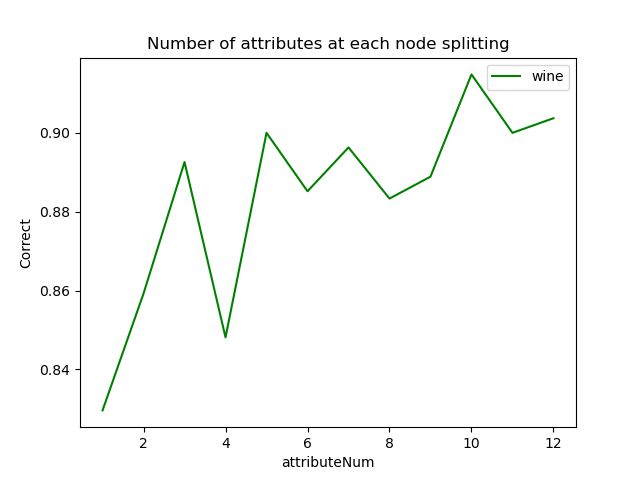 Number of attributes at each node splitting
wine
0.90
0.88
0.86
0.84
Correct
2 4 6 8 10 12
attributeNum